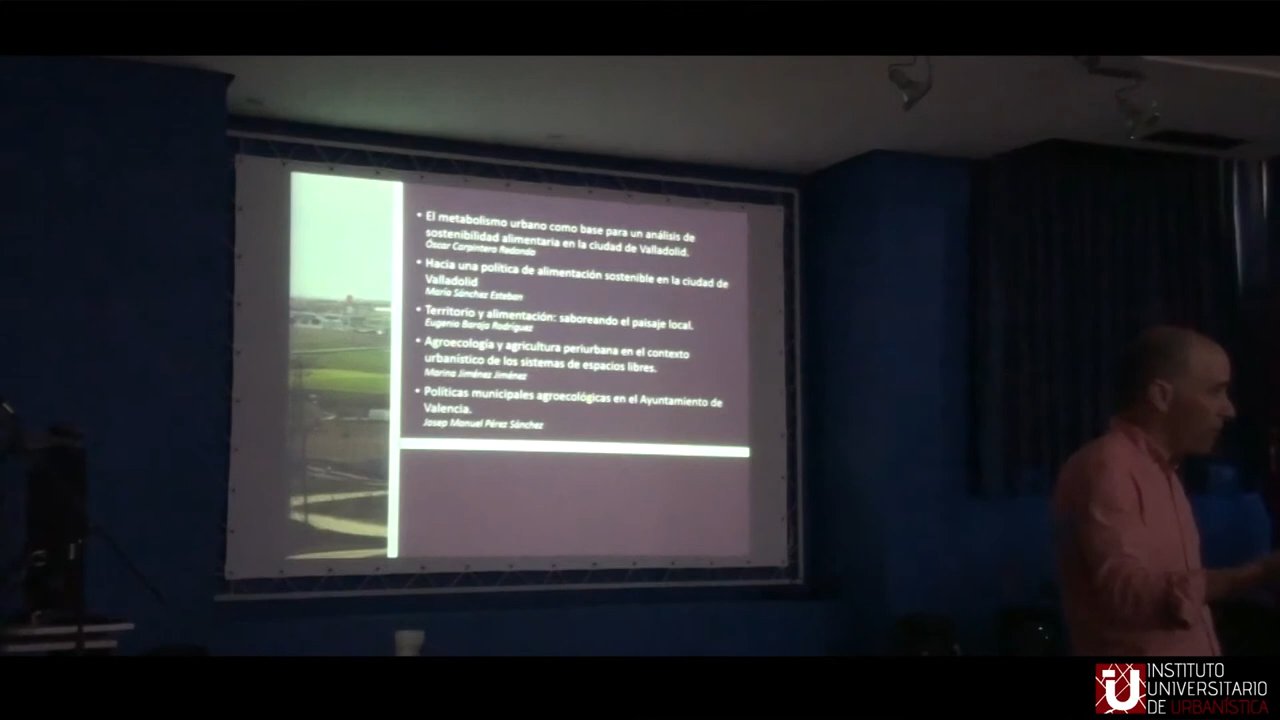 • El metabolismo urbano como base para un análisis de
sostenibilidad alimentaria en la ciudad de Valladolid.
Óscar Carpintero Redondo
• Hacia una política de alimentación sostenible en la ciudad de
Valladolid
María Sánchez Esteban
• Territorio y alimentación: saboreando el paisaje local.
Eugenio Baraja Rodríguez
• Agroecología y agricultura periurbana en el contexto
urbanístico de los sistemas de espacios libres.
Marina Jiménez Jiménez
• Políticas municipales agroecológicas en el Ayuntamiento de
Valencia.
Josep Manuel Pérez Sánchez
iU
INSTITUTO
UNIVERSITARIO
DE URBANÍSTICA